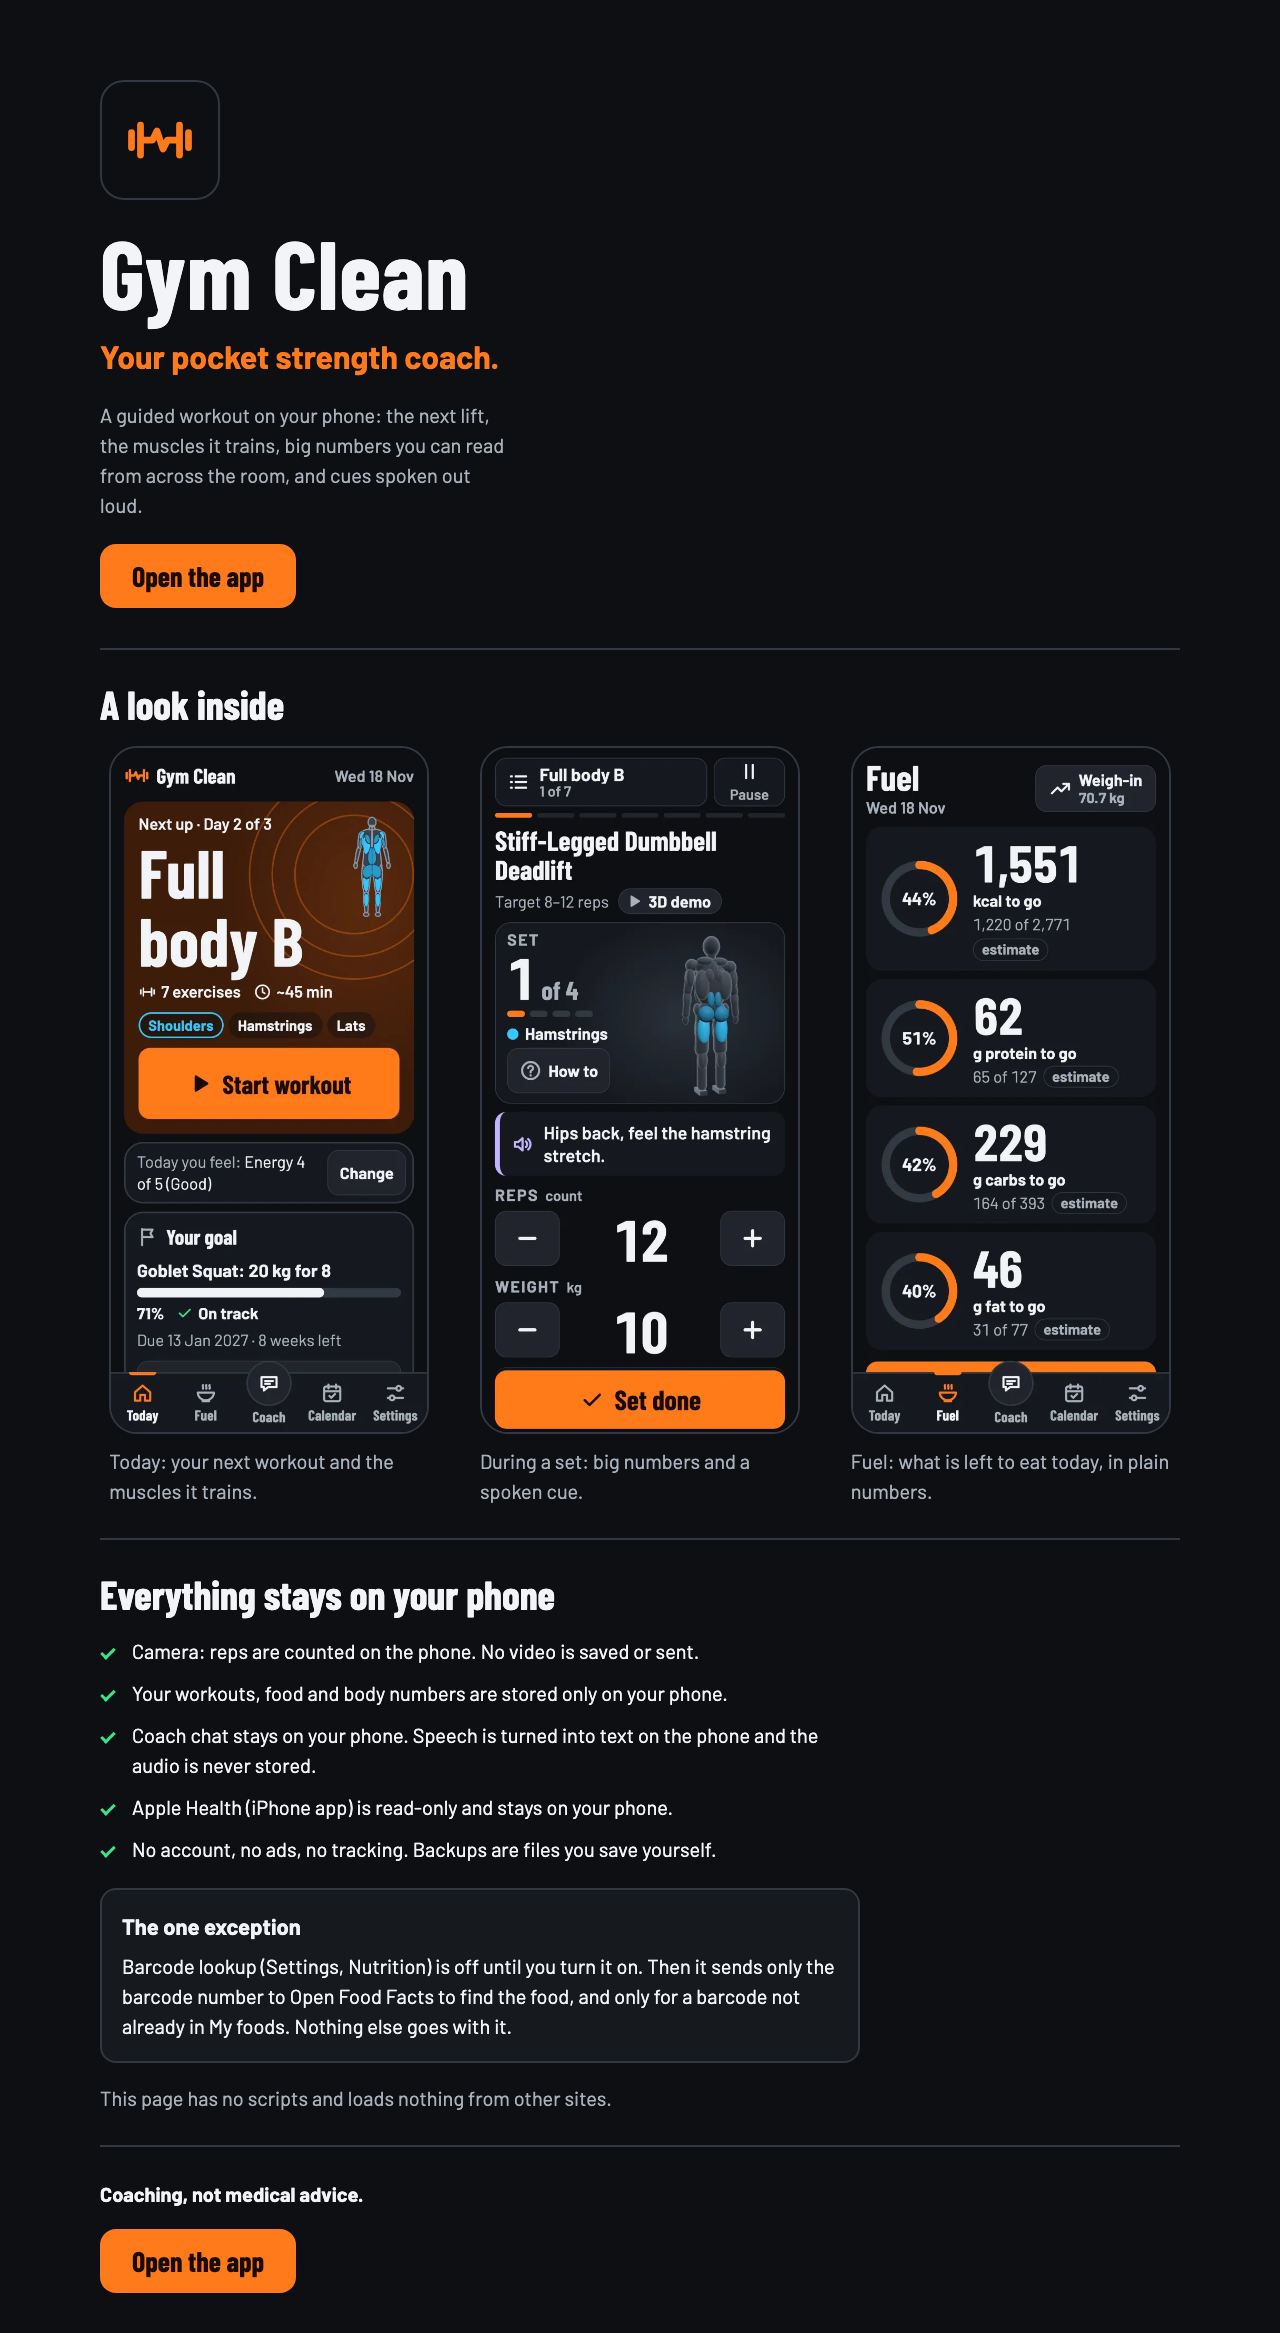 Gym Clean
Your pocket strength coach.
A guided workout on your phone: the next lift,
the muscles it trains, big numbers you can read
from across the room, and cues spoken out
loud.
Open the app
A look inside
Gym Clean
Wed 18 Nov
Next up · Day 2 of 3
Full
body B
7 exercises
~45 min
Shoulders
Hamstrings
Lats
Start workout
Today you feel: Energy 4
of 5 (Good)
Change
Your goal
Goblet Squat: 20 kg for 8
71%
On track
Due 13 Jan 2027 · 8 weeks left
Today
Fuel
Coach
Calendar
Settings
Today: your next workout and the
muscles it trains.
Full body B
1 of 7
Pause
Stiff-Legged Dumbbell
Deadlift
Target 8–12 reps
3D demo
SET
1 of 4
Hamstrings
How to
Hips back, feel the hamstring
stretch.
REPS count
12
WEIGHT kg
10
Set done
During a set: big numbers and a
spoken cue.
Fuel
Wed 18 Nov
Weigh-in
70.7 kg
44%
1,551
kcal to go
1,220 of 2,771
estimate
51%
62
g protein to go
65 of 127
estimate
42%
229
g carbs to go
164 of 393
estimate
40%
46
g fat to go
31 of 77
estimate
Today
Fuel
Coach
Calendar
Settings
Fuel: what is left to eat today, in plain
numbers.
Everything stays on your phone
Camera: reps are counted on the phone. No video is saved or sent.
Your workouts, food and body numbers are stored only on your phone.
Coach chat stays on your phone. Speech is turned into text on the phone and the
audio is never stored.
Apple Health (iPhone app) is read-only and stays on your phone.
No account, no ads, no tracking. Backups are files you save yourself.
The one exception
Barcode lookup (Settings, Nutrition) is off until you turn it on. Then it sends only the
barcode number to Open Food Facts to find the food, and only for a barcode not
already in My foods. Nothing else goes with it.
This page has no scripts and loads nothing from other sites.
Coaching, not medical advice.
Open the app